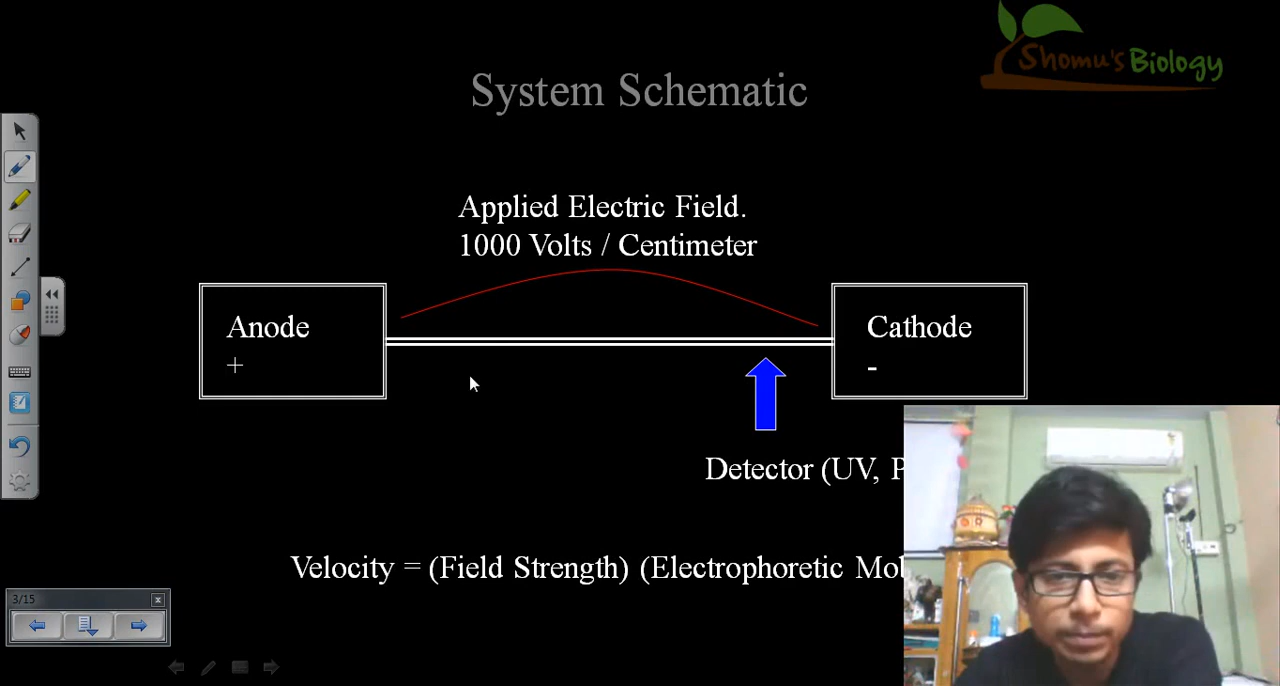 Shomu's Biology
System Schematic
Applied Electric Field.
1000 Volts / Centimeter
Anode
+
Cathode
-
Detector (UV, P
Velocity = (Field Strength) (Electrophoretic Mob
3/15